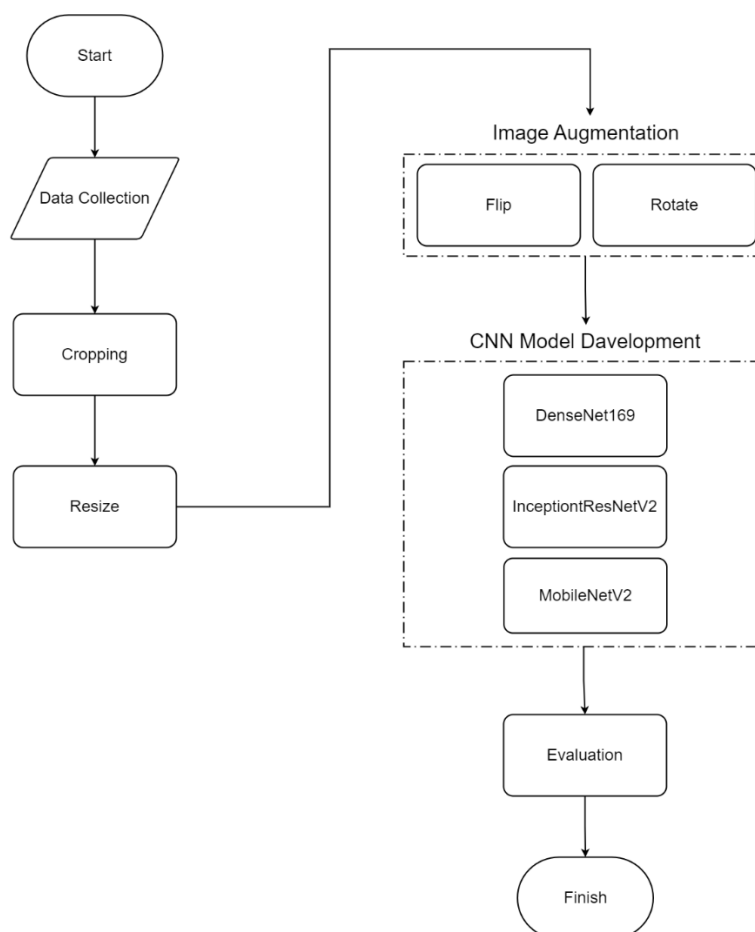 Start
Data Collection
Cropping
Resize
Image Augmentation
Flip
Rotate
CNN Model Davelopment
DenseNet169
InceptiontResNetV2
MobileNetV2
Evaluation
Finish